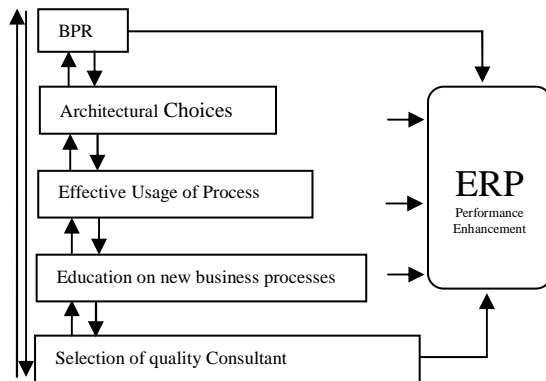 BPR
Architectural Choices
Effective Usage of Process
Education on new business processes
Selection of quality Consultant
ERP
Performance
Enhancement